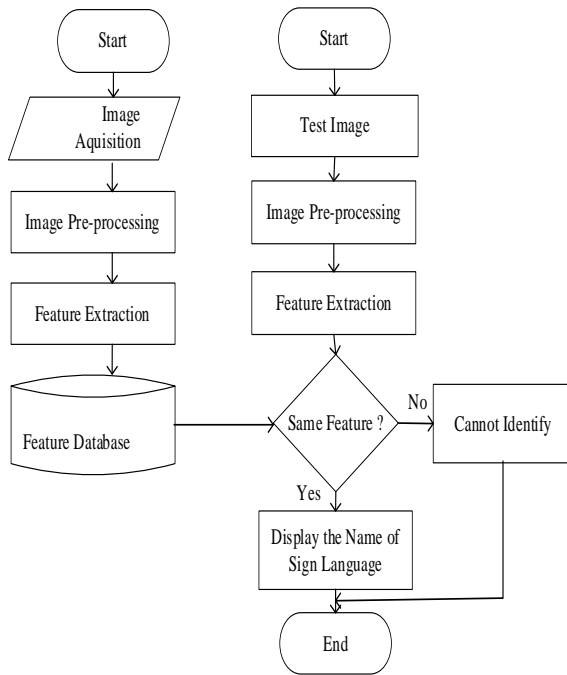 Start
Image
Aquisition
Image Pre-processing
Feature Extraction
Feature Database
Start
Test Image
Image Pre-processing
Feature Extraction
Same Feature ?
No
Cannot Identify
Yes
Display the Name of
Sign Language
End